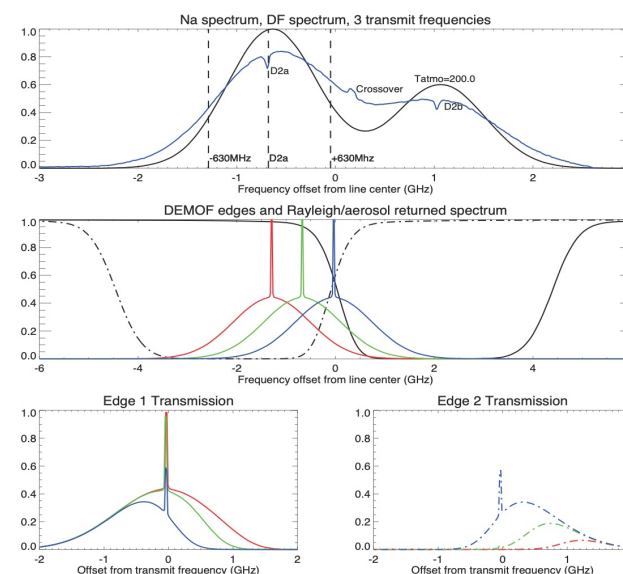 Na spectrum, DF spectrum, 3 transmit frequencies
1.0
0.8
0.6
0.4
0.2
0.0
D2a
Crossover
Tatmo=200.0
D2b
-630MHz
D2a
+630Mhz
-3 -2 -1 0 1 2
Frequency offset from line center (GHz)
DEMOF edges and Rayleigh/aerosol returned spectrum
1.0
0.8
0.6
0.4
0.2
0.0
-6 -4 -2 0 2 4
Frequency offset from line center (GHz)
Edge 1 Transmission
1.0
0.8
0.6
0.4
0.2
0.0
-2 -1 0 1 2
Offset from transmit frequency (GHz)
Edge 2 Transmission
1.0
0.8
0.6
0.4
0.2
0.0
-2 -1 0 1
Offset from transmit frequency (GHz)